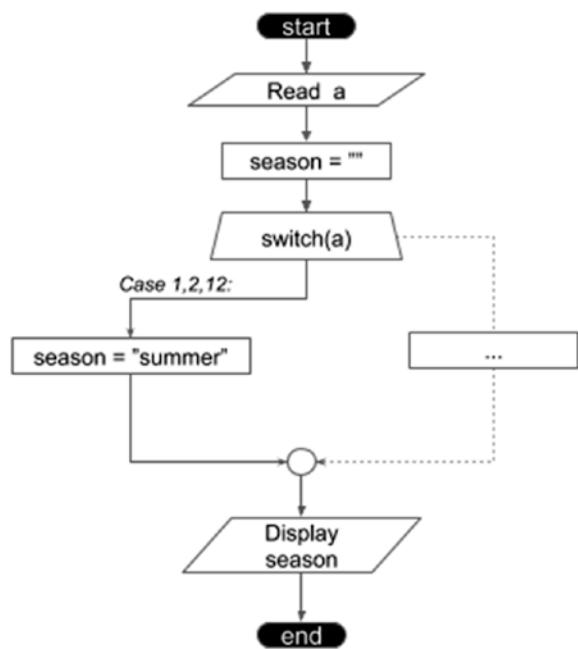 start
Read a
season = ""
switch(a)
Case 1,2,12:
season = "summer"
...
Display
season
end